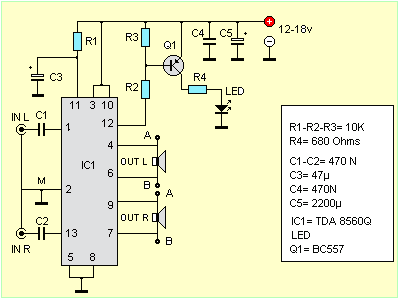 R1
R3
Q1
C4
C5
12-18v
+
-
C3
R2
R4
LED
11
3
10
12
IN L
C1
1
IC1
4
A
OUT L
6
B
M
2
A
9
OUT R
C2
13
7
B
IN R
5
8
R1-R2-R3= 10K
R4= 680 Ohms
C1-C2= 470 N
C3= 47µ
C4= 470N
C5= 2200µ
IC1= TDA 8560Q
LED
Q1= BC557